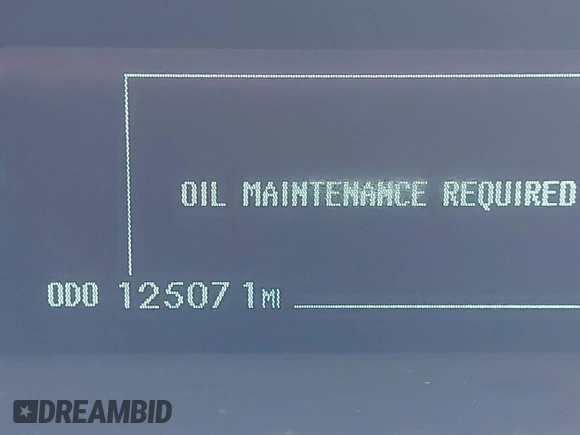 OIL MAINTENANCE REQUIRED
ODO 125071 MI
DREAMBID